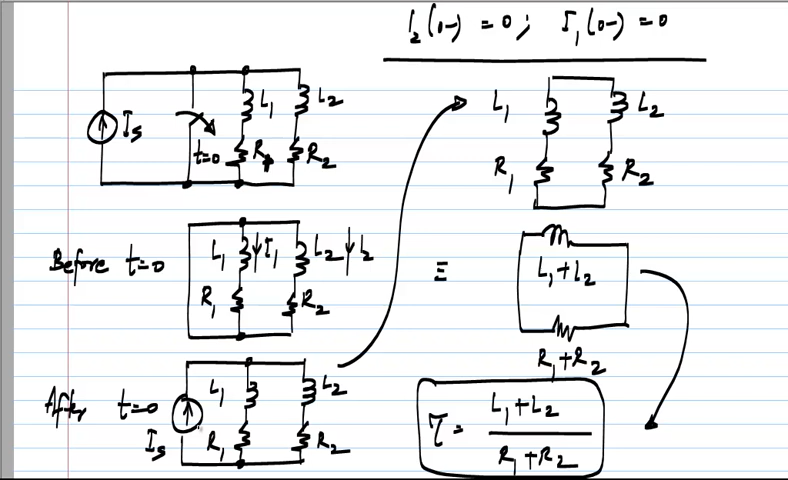 I₂(0-) = 0; I₁(0-) = 0
Is
t=0
L₁
L₂
R₁
R₂
Before t=0
L₁
I₁
L₂
I₂
R₁
R₂
After t=0
Is
L₁
L₂
R₁
R₂
L₁
L₂
R₁
R₂
≡
L₁+L₂
R₁+R₂
τ = (L₁+L₂)/(R₁+R₂)